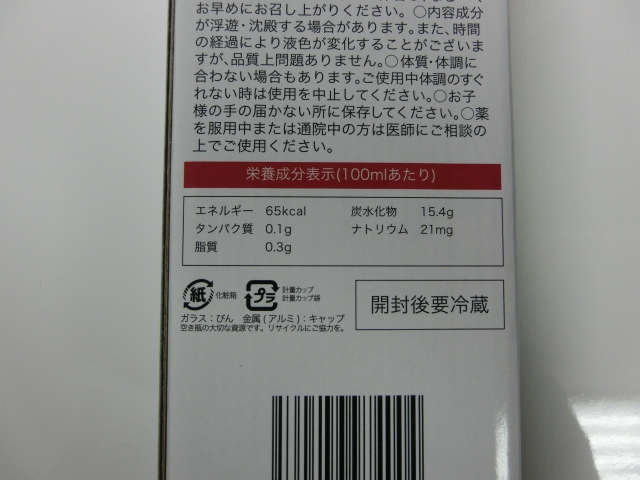 お早めにお召し上がりください。○内容成分
が浮遊・沈殿する場合があります。また、時間
の経過により液色が変化することがございま
すが、品質上問題ありません。○体質・体調に
合わない場合もあります。ご使用中体調のすぐ
れない時は使用を中止してください。○お子
様の手の届かない所に保存してください。○薬
を服用中または通院中の方は医師にご相談の
上でご使用ください。
栄養成分表示(100mlあたり)
エネルギー 65kcal 炭水化物 15.4g
タンパク質 0.1g ナトリウム 21mg
脂質 0.3g
紙 化粧箱 プラ 計量カップ
計量カップ袋
開封後要冷蔵
ガラス：びん 金属(アルミ)：キャップ
空き瓶の大切な資源です。リサイクルにご協力を。